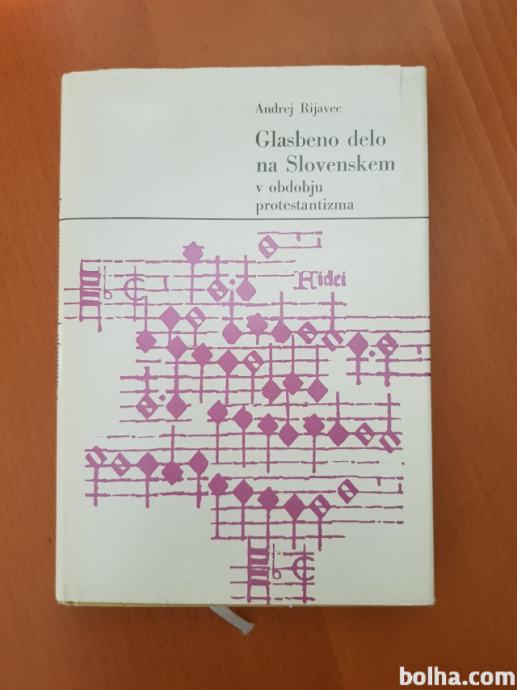 Andrej Rijavec
Glasbeno delo
na Slovenskem
v obdobju
protestantizma
Fidei
bolha.com